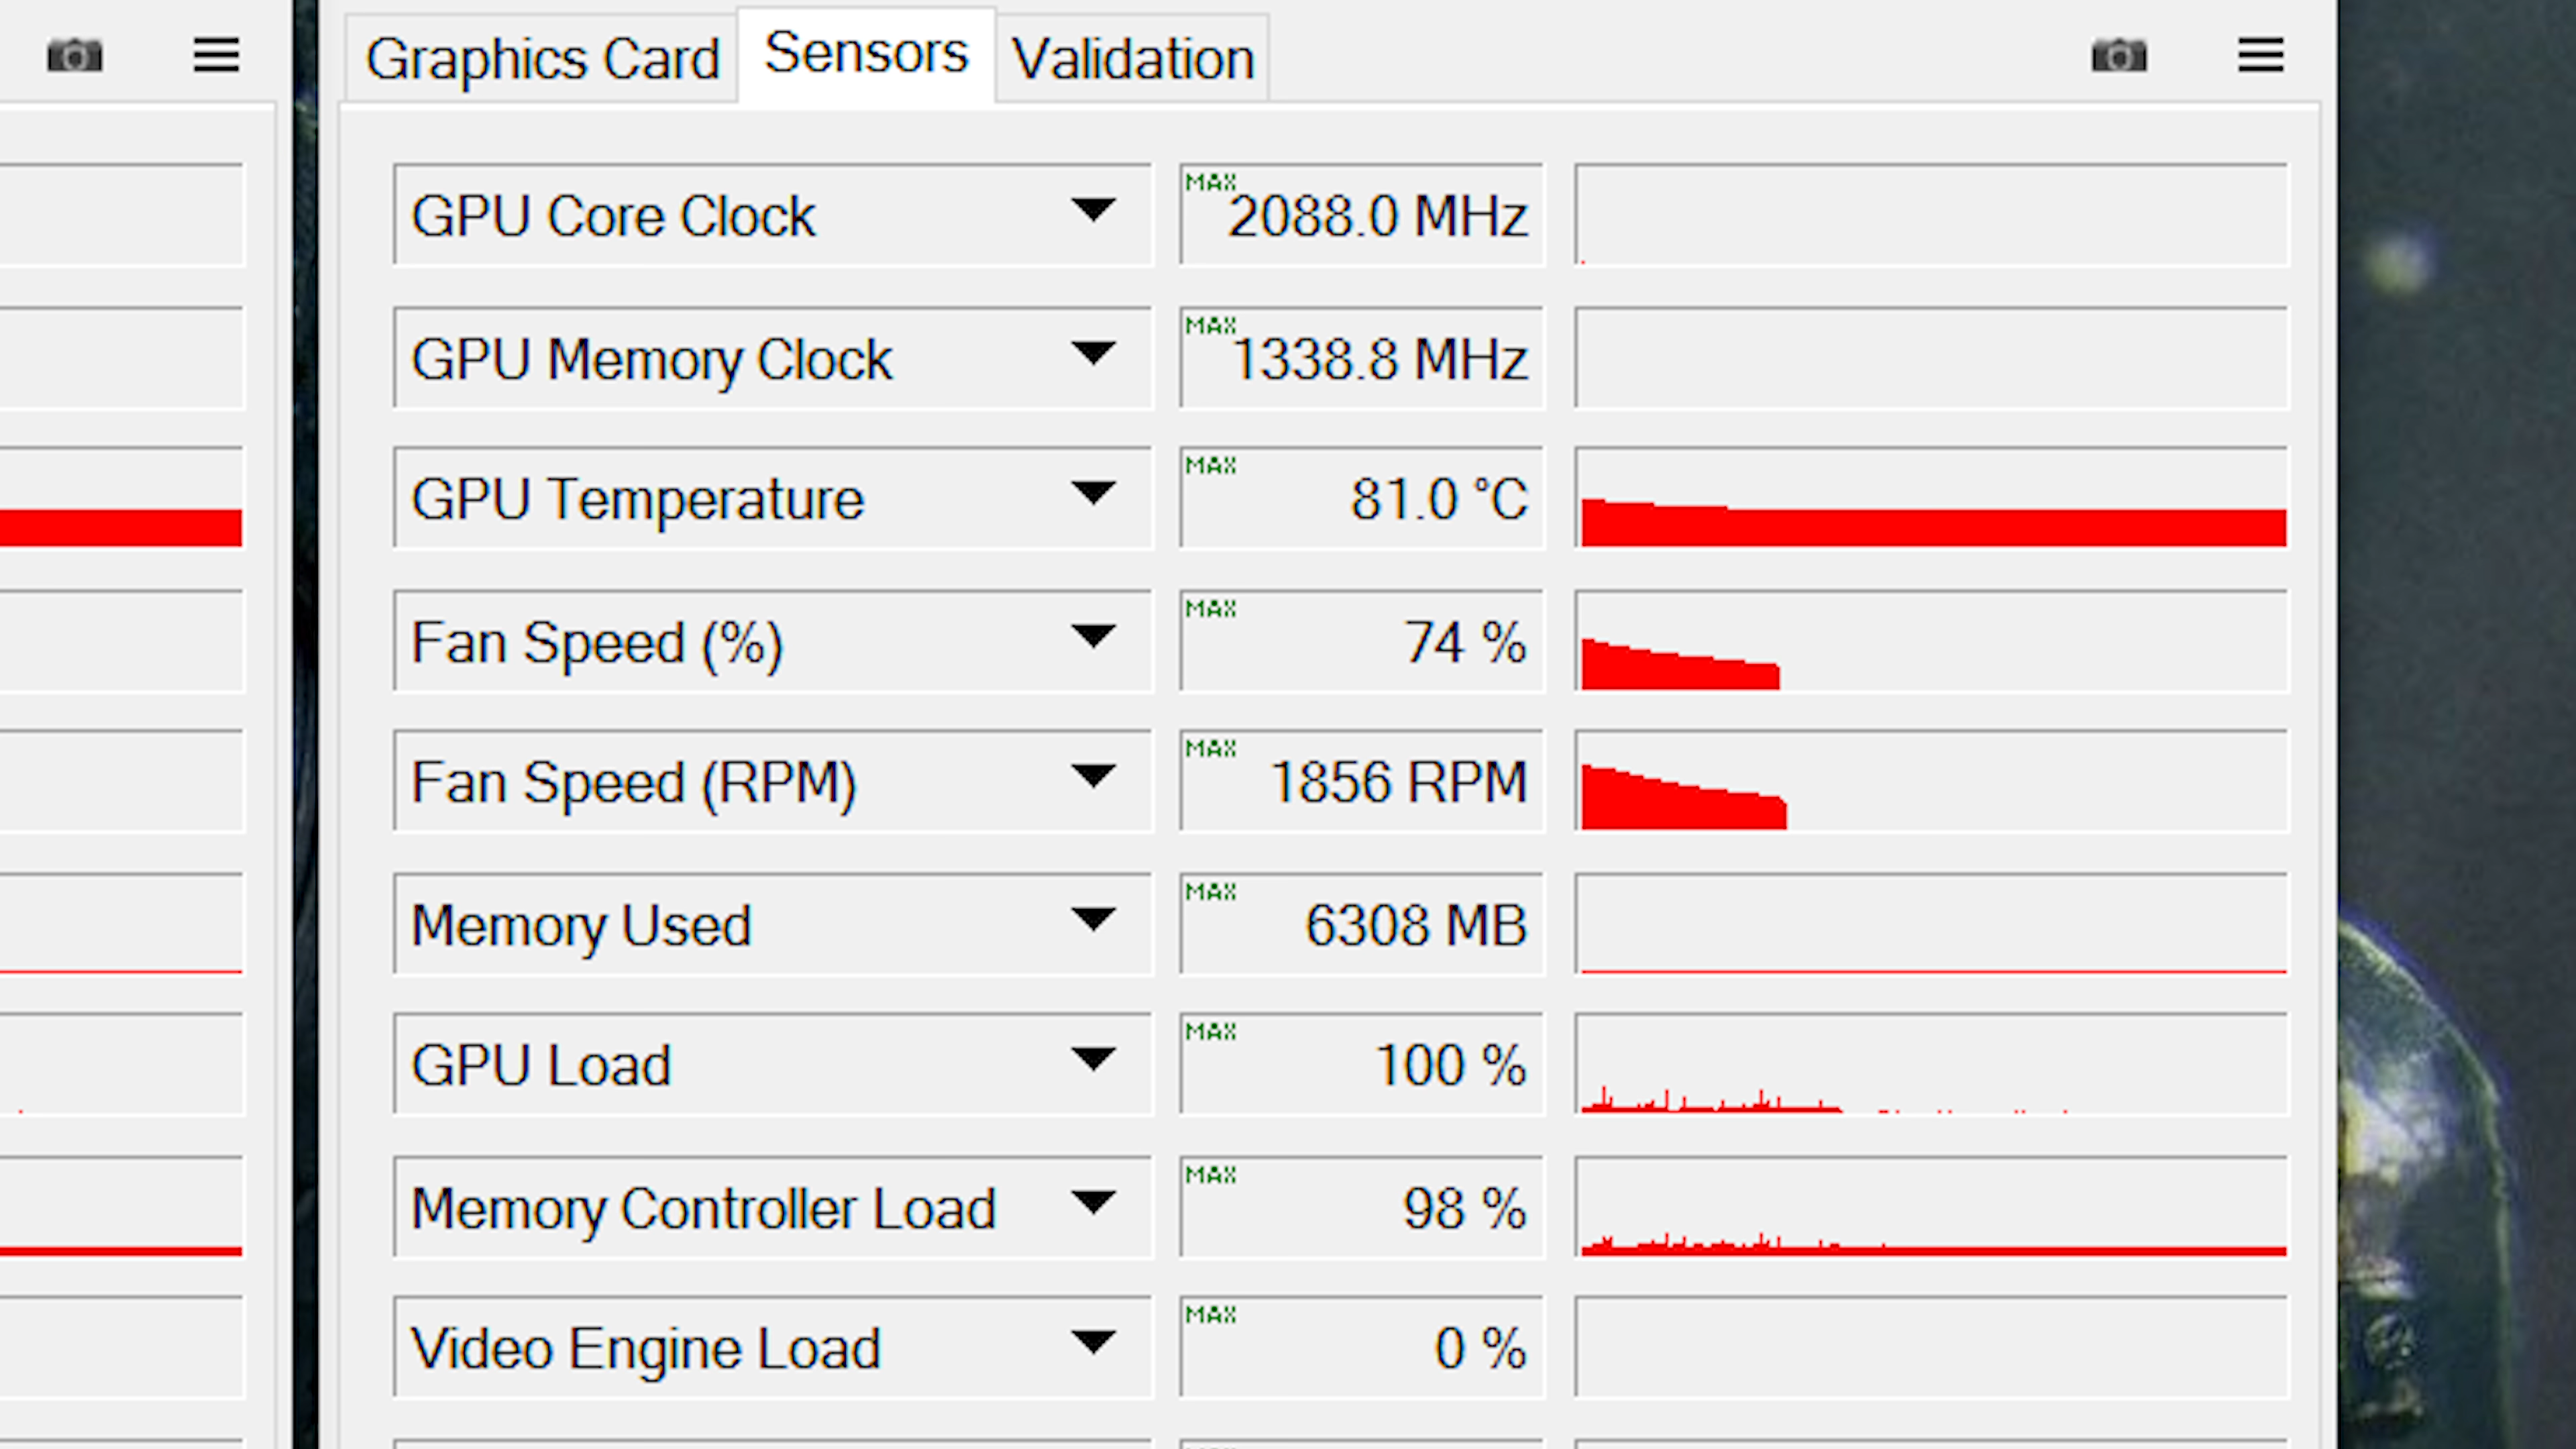 Graphics Card Sensors Validation
GPU Core Clock MAX 2088.0 MHz
GPU Memory Clock MAX 1338.8 MHz
GPU Temperature MAX 81.0 °C
Fan Speed (%) MAX 74 %
Fan Speed (RPM) MAX 1856 RPM
Memory Used MAX 6308 MB
GPU Load MAX 100 %
Memory Controller Load MAX 98 %
Video Engine Load MAX 0 %